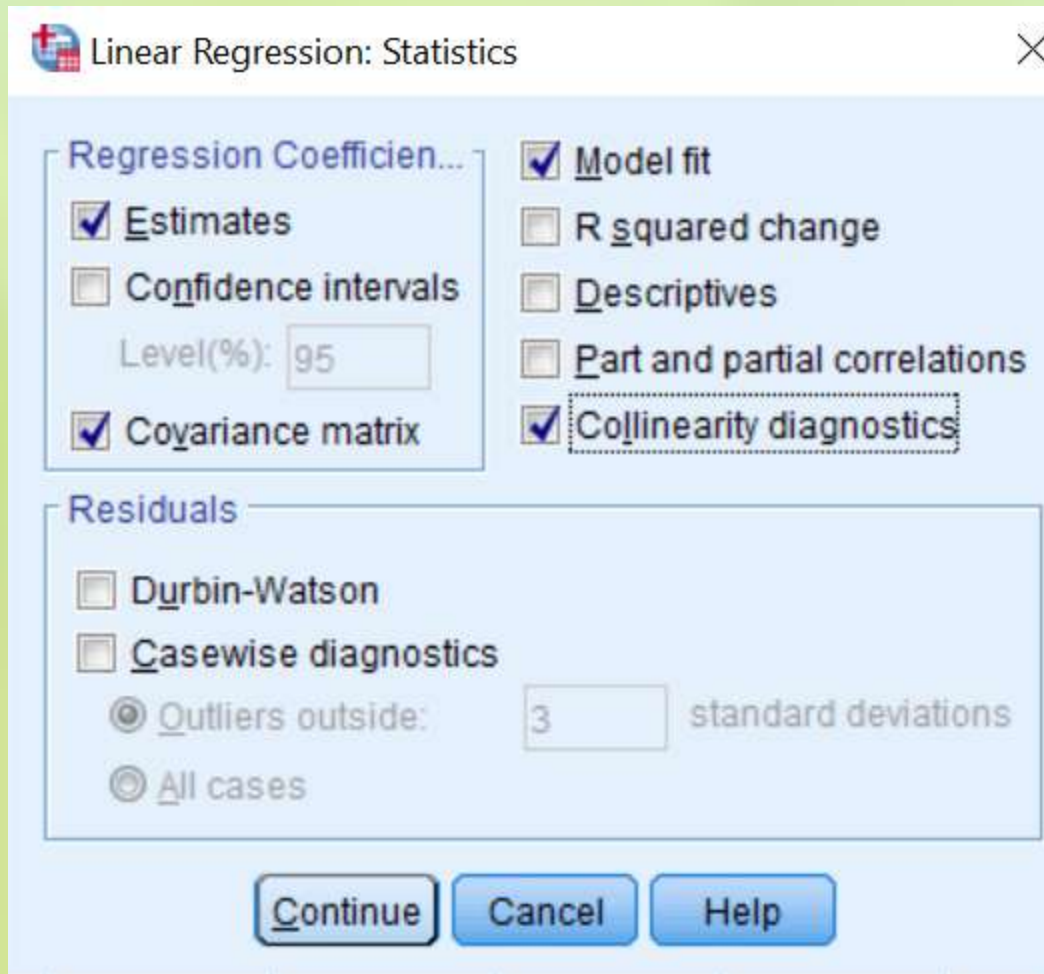 Linear Regression: Statistics
Regression Coefficien...
Estimates
Confidence intervals
Level(%): 95
Covariance matrix
Model fit
R squared change
Descriptives
Part and partial correlations
Collinearity diagnostics
Residuals
Durbin-Watson
Casewise diagnostics
Outliers outside: 3 standard deviations
All cases
Continue Cancel Help